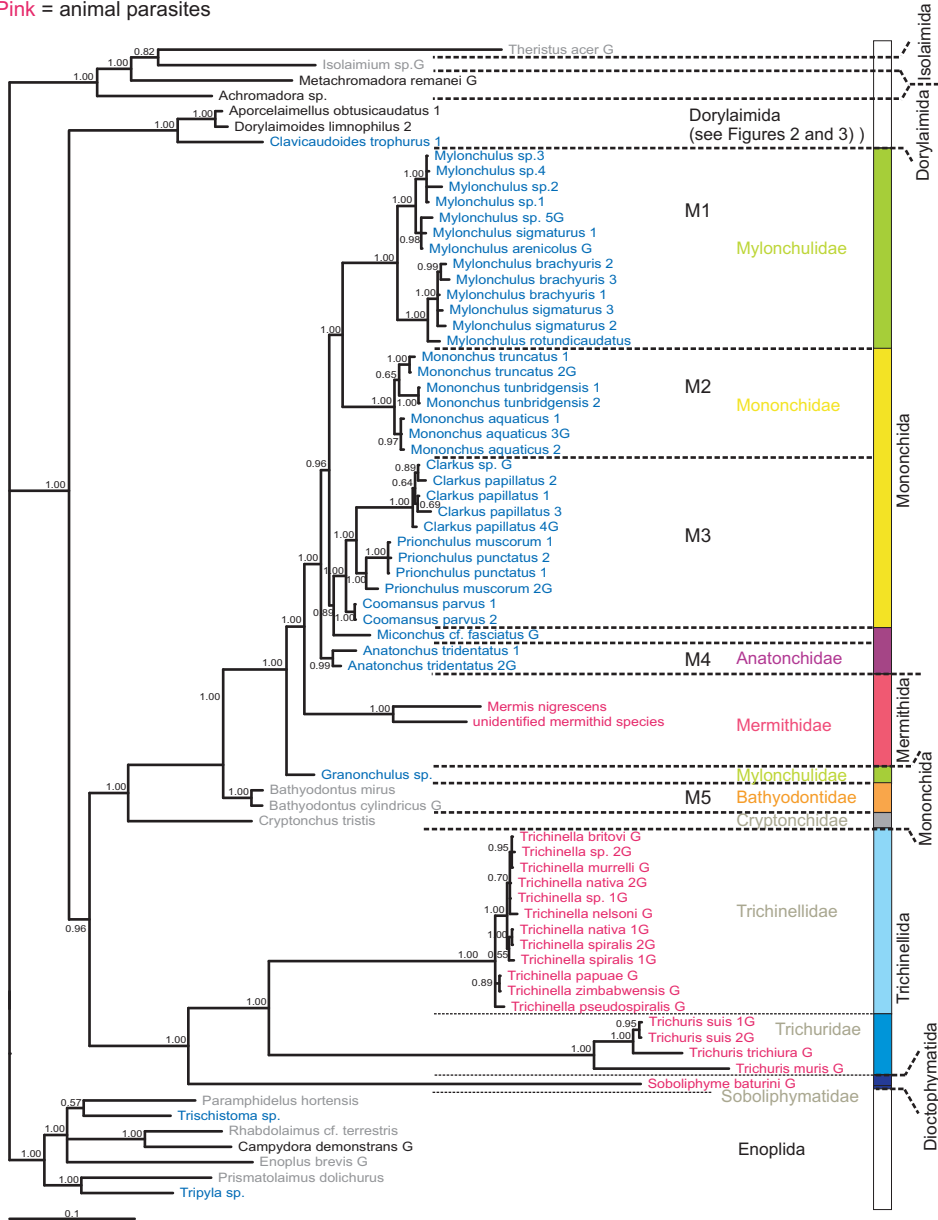 Pink = animal parasites
0.82
Theristus acer G
1.00
1.00
Isolaimium sp.G
Metachromadora remanei G
Achromadora sp.
Isolaimida
1.00
1.00
Aporcelaimellus obtusicaudatus 1
Dorylaimoides limnophilus 2
Clavicaudoides trophurus 1
Dorylaimida
(see Figures 2 and 3) )
Dorylaimida
Mylonchulus sp.3
1.00
Mylonchulus sp.4
Mylonchulus sp.2
Mylonchulus sp.1
1.00
Mylonchulus sp. 5G
Mylonchulus sigmaturus 1
0.98
Mylonchulus arenicolus G
1.00
0.99
Mylonchulus brachyuris 2
Mylonchulus brachyuris 3
1.00
Mylonchulus brachyuris 1
Mylonchulus sigmaturus 3
1.00
Mylonchulus sigmaturus 2
Mylonchulus rotundicaudatus
M1
Mylonchulidae
1.00
1.00
Mononchus truncatus 1
0.65
Mononchus truncatus 2G
Mononchus tunbridgensis 1
1.00
1.00
Mononchus tunbridgensis 2
Mononchus aquaticus 1
Mononchus aquaticus 3G
0.97
Mononchus aquaticus 2
M2
Mononchidae
Mononchida
0.96
0.89
Clarkus sp. G
0.64
Clarkus papillatus 2
Clarkus papillatus 1
1.00
0.69
Clarkus papillatus 3
Clarkus papillatus 4G
1.00
Prionchulus muscorum 1
1.00
Prionchulus punctatus 2
1.00
1.00
Prionchulus punctatus 1
1.00
Prionchulus muscorum 2G
Coomansus parvus 1
0.89
1.00
Coomansus parvus 2
Miconchus cf. fasciatus G
M3
1.00
Anatonchus tridentatus 1
0.99
Anatonchus tridentatus 2G
M4
Anatonchidae
1.00
1.00
1.00
Mermis nigrescens
unidentified mermithid species
Mermithidae
Mermithida
Granonchulus sp.
Mylonchulidae
1.00
1.00
Bathyodontus mirus
Bathyodontus cylindricus G
M5
Bathyodontidae
Cryptonchus tristis
Cryptonchidae
Mononchida
1.00
0.96
Trichinella britovi G
0.95
Trichinella sp. 2G
Trichinella murrelli G
0.70
Trichinella nativa 2G
Trichinella sp. 1G
1.00
Trichinella nelsoni G
Trichinella nativa 1G
1.00
Trichinella spiralis 2G
0.55
Trichinella spiralis 1G
1.00
Trichinella papuae G
0.89
Trichinella zimbabwensis G
Trichinella pseudospiralis G
Trichinellidae
Trichinellida
1.00
1.00
0.95
Trichuris suis 1G
1.00
Trichuris suis 2G
1.00
Trichuris trichiura G
Trichuris muris G
Trichuridae
Soboliphyme baturini G
Soboliphymatidae
Dioctophymatida
0.57
Paramphidelus hortensis
Trischistoma sp.
1.00
1.00
Rhabdolaimus cf. terrestris
Campydora demonstrans G
Enoplus brevis G
1.00
Prismatolaimus dolichurus
Tripyla sp.
Enoplida
0.1